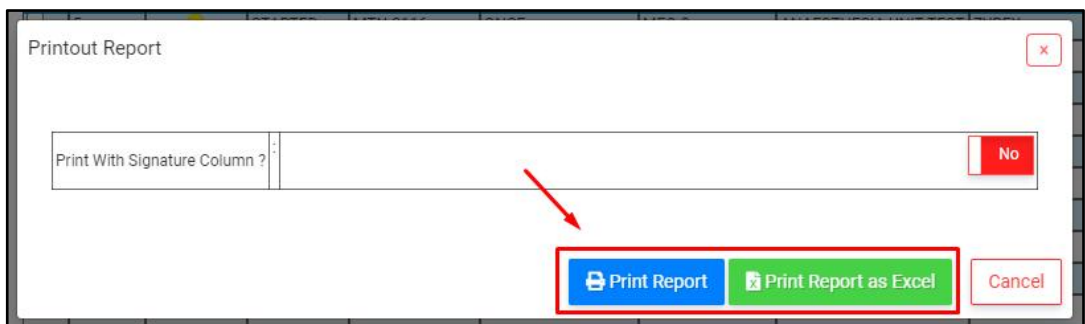 Printout Report
x
Print With Signature Column ? :
No
Print Report
Print Report as Excel
Cancel